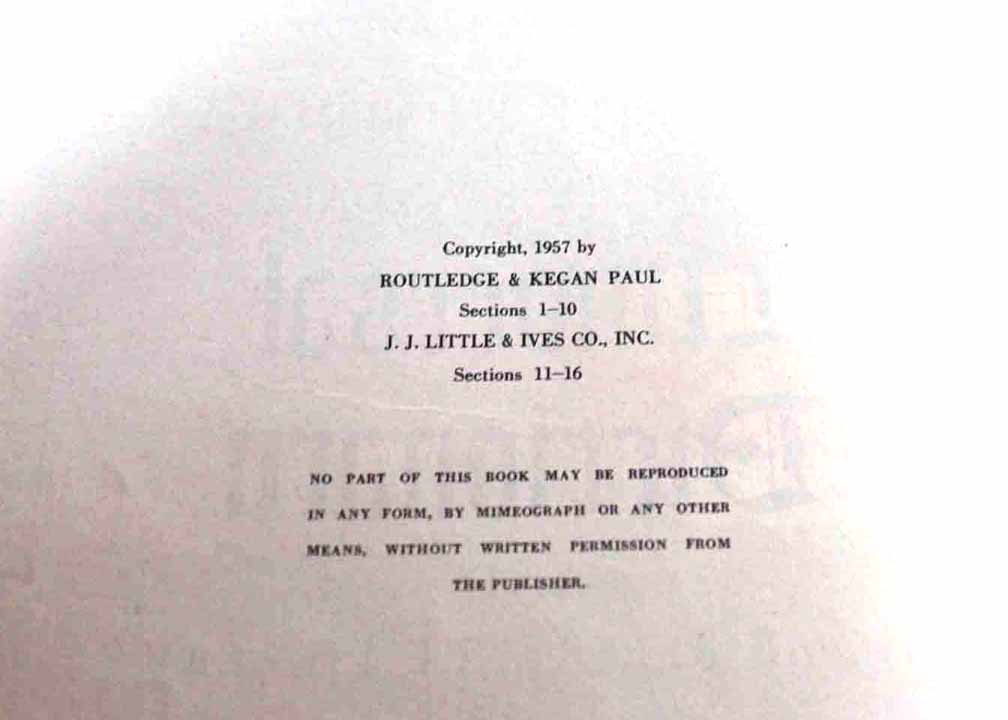 Copyright, 1957 by
ROUTLEDGE & KEGAN PAUL
Sections 1–10
J. J. LITTLE & IVES CO., INC.
Sections 11–16
NO PART OF THIS BOOK MAY BE REPRODUCED
IN ANY FORM, BY MIMEOGRAPH OR ANY OTHER
MEANS, WITHOUT WRITTEN PERMISSION FROM
THE PUBLISHER.